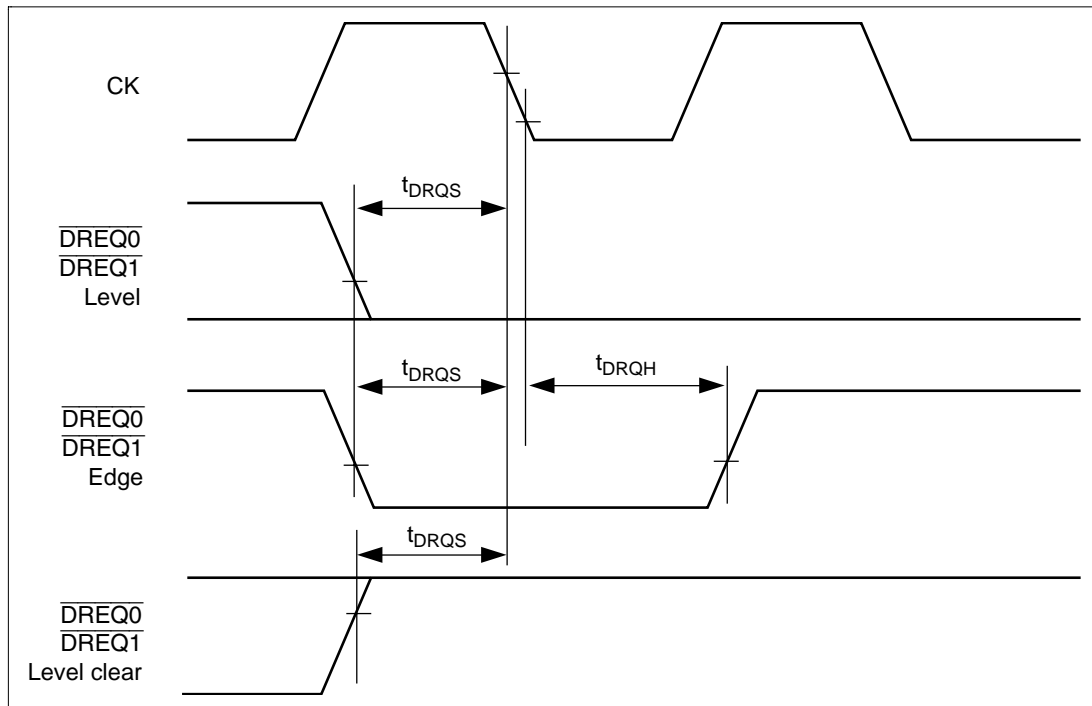 CK
tDRQS
DREQ0
DREQ1
Level
tDRQS
tDRQH
DREQ0
DREQ1
Edge
tDRQS
DREQ0
DREQ1
Level clear